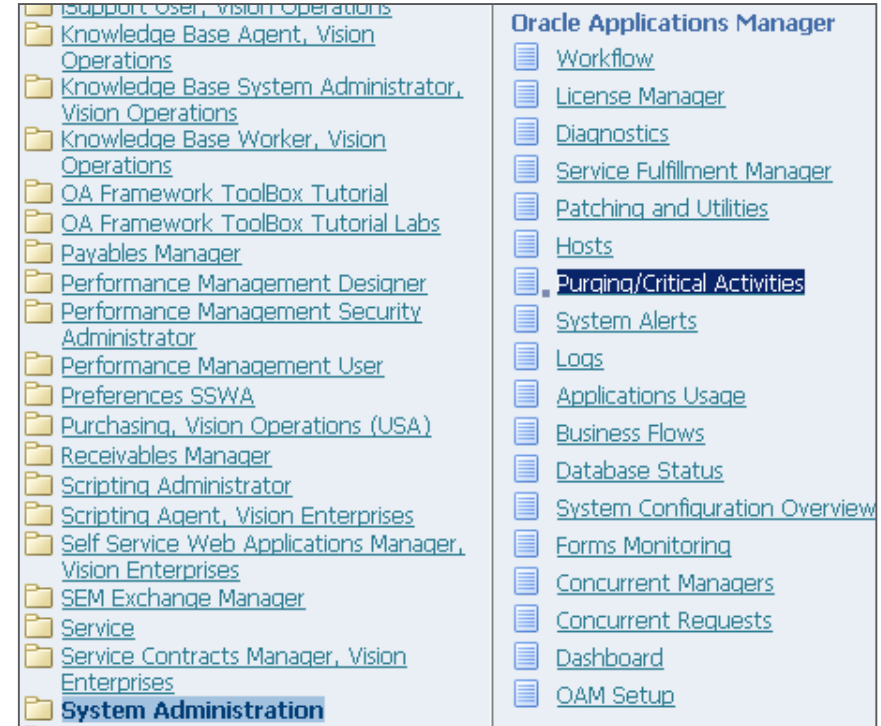 iSupport User, Vision Operations
Knowledge Base Agent, Vision
Operations
Knowledge Base System Administrator,
Vision Operations
Knowledge Base Worker, Vision
Operations
OA Framework ToolBox Tutorial
OA Framework ToolBox Tutorial Labs
Payables Manager
Performance Management Designer
Performance Management Security
Administrator
Performance Management User
Preferences SSWA
Purchasing, Vision Operations (USA)
Receivables Manager
Scripting Administrator
Scripting Agent, Vision Enterprises
Self Service Web Applications Manager,
Vision Enterprises
SEM Exchange Manager
Service
Service Contracts Manager, Vision
Enterprises
System Administration
Oracle Applications Manager
Workflow
License Manager
Diagnostics
Service Fulfillment Manager
Patching and Utilities
Hosts
Purging/Critical Activities
System Alerts
Logs
Applications Usage
Business Flows
Database Status
System Configuration Overview
Forms Monitoring
Concurrent Managers
Concurrent Requests
Dashboard
OAM Setup